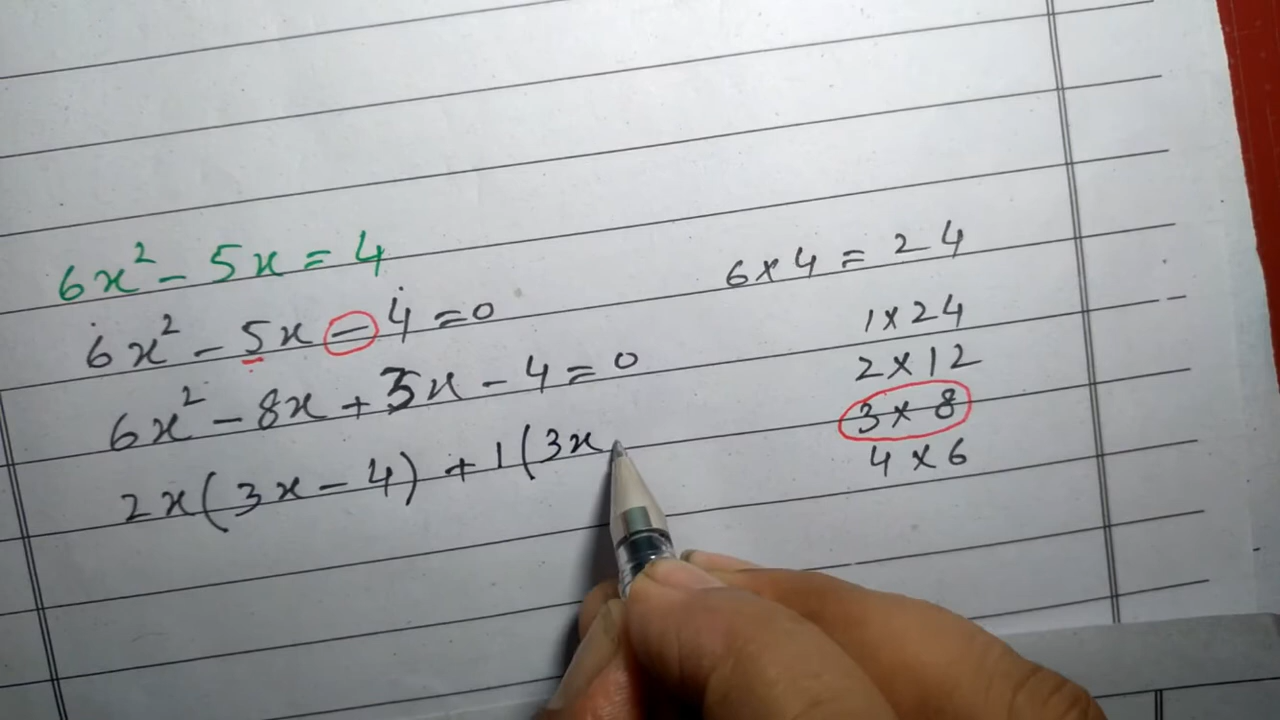 6x² - 5x = 4
6x² - 5x - 4 = 0
6x² - 8x + 3x - 4 = 0
2x(3x - 4) + 1(3x
6 × 4 = 24
1 × 24
2 × 12
3 × 8
4 × 6